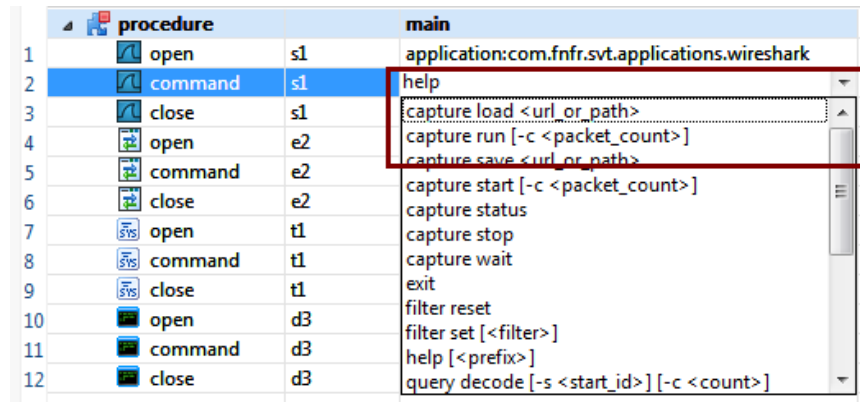 procedure main
1 open s1 application:com.fnfr.svt.applications.wireshark
2 command s1 help
3 close s1 capture load <url_or_path>
4 open e2 capture run [-c <packet_count>]
capture save <url_or_path>
5 command e2 capture start [-c <packet_count>]
6 close e2 capture status
7 open t1 capture stop
8 command t1 capture wait
9 close t1 exit
filter reset
10 open d3 filter set [<filter>]
11 command d3 help [<prefix>]
12 close d3 query decode [-s <start_id>] [-c <count>]